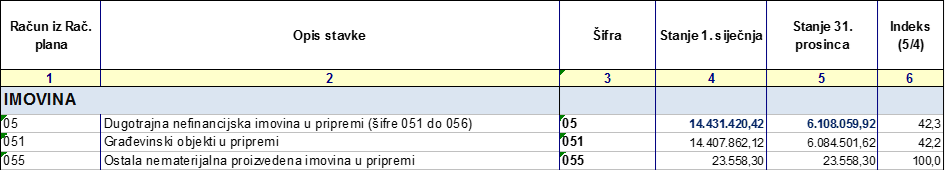 Račun iz Rač. plana Opis stavke Šifra Stanje 1. siječnja Stanje 31. prosinca Indeks (5/4)
1 2 3 4 5 6
IMOVINA
05 Dugotrajna nefinancijska imovina u pripremi (šifre 051 do 056) 05 14.431.420,42 6.108.059,92 42,3
051 Građevinski objekti u pripremi 051 14.407.862,12 6.084.501,62 42,2
055 Ostala nematerijalna proizvedena imovina u pripremi 055 23.558,30 23.558,30 100,0